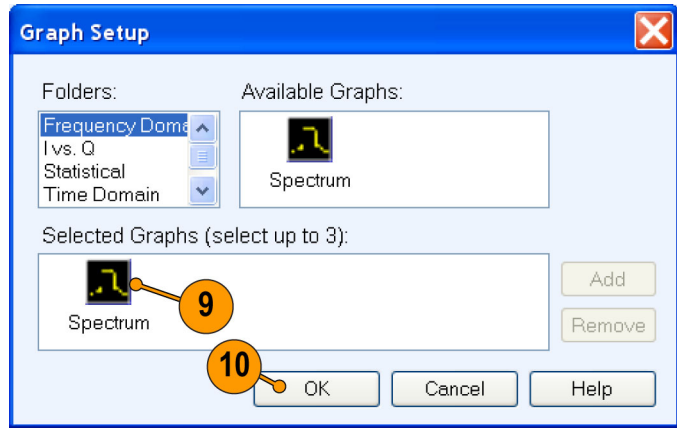 Graph Setup
Folders:
Available Graphs:
Frequency Doma
I vs. Q
Statistical
Time Domain
Spectrum
Selected Graphs (select up to 3):
Spectrum
9
Add
Remove
10
OK
Cancel
Help